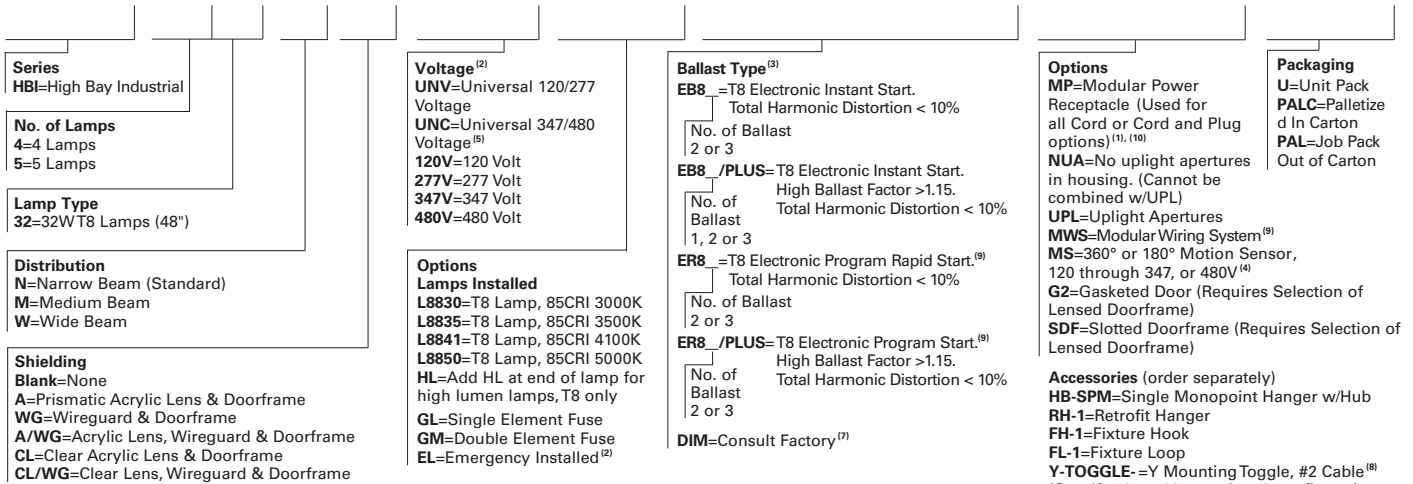 Series
HBI=High Bay Industrial
No. of Lamps
4=4 Lamps
5=5 Lamps
Lamp Type
32=32WT8 Lamps (48")
Distribution
N=Narrow Beam (Standard)
M=Medium Beam
W=Wide Beam
Shielding
Blank=None
A=Prismatic Acrylic Lens & Doorframe
WG=Wireguard & Doorframe
A/WG=Acrylic Lens, Wireguard & Doorframe
CL=Clear Acrylic Lens & Doorframe
CL/WG=Clear Lens, Wireguard & Doorframe
Voltage (2)
UNV=Universal 120/277
Voltage
UNC=Universal 347/480
Voltage (5)
120V=120 Volt
277V=277 Volt
347V=347 Volt
480V=480 Volt
Options
Lamps Installed
L8830=T8 Lamp, 85CRI 3000K
L8835=T8 Lamp, 85CRI 3500K
L8841=T8 Lamp, 85CRI 4100K
L8850=T8 Lamp, 85CRI 5000K
HL=Add HL at end of lamp for
high lumen lamps, T8 only
GL=Single Element Fuse
GM=Double Element Fuse
EL=Emergency Installed (2)
Ballast Type (3)
EB8_=T8 Electronic Instant Start.
Total Harmonic Distortion < 10%
No. of Ballast
2 or 3
EB8_/PLUS=T8 Electronic Instant Start.
High Ballast Factor >1.15.
Total Harmonic Distortion < 10%
No. of
Ballast
1, 2 or 3
ER8_=T8 Electronic Program Rapid Start. (9)
Total Harmonic Distortion < 10%
No. of Ballast
2 or 3
ER8_/PLUS=T8 Electronic Program Start. (9)
High Ballast Factor >1.15.
Total Harmonic Distortion < 10%
No. of
Ballast
2 or 3
DIM=Consult Factory (7)
Options
MP=Modular Power
Receptacle (Used for
all Cord or Cord and Plug
options) (1), (10)
NUA=No uplight apertures
in housing. (Cannot be
combined w/UPL)
UPL=Uplight Apertures
MWS=Modular Wiring System (9)
MS=360° or 180° Motion Sensor,
120 through 347, or 480V (4)
G2=Gasketed Door (Requires Selection of
Lensed Doorframe)
SDF=Slotted Doorframe (Requires Selection of
Lensed Doorframe)
Accessories (order separately)
HB-SPM=Single Monopoint Hanger w/Hub
RH-1=Retrofit Hanger
FH-1=Fixture Hook
FL-1=Fixture Loop
Y-TOGGLE-=Y Mounting Toggle, #2 Cable (8)
Packaging
U=Unit Pack
PALC=Palletize
d In Carton
PAL=Job Pack
Out of Carton